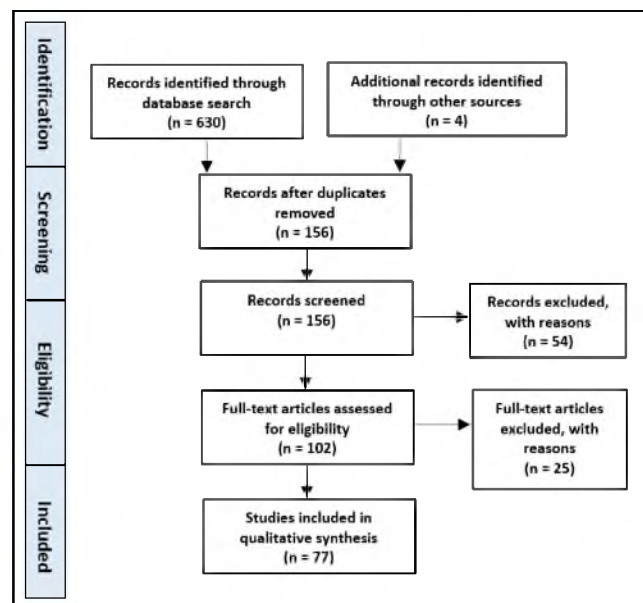 Identification
Records identified through
database search
(n = 630)
Additional records identified
through other sources
(n = 4)
Screening
Records after duplicates
removed
(n = 156)
Records screened
(n = 156)
Records excluded,
with reasons
(n = 54)
Eligibility
Full-text articles assessed
for eligibility
(n = 102)
Full-text articles
excluded, with
reasons
(n = 25)
Included
Studies included in
qualitative synthesis
(n = 77)